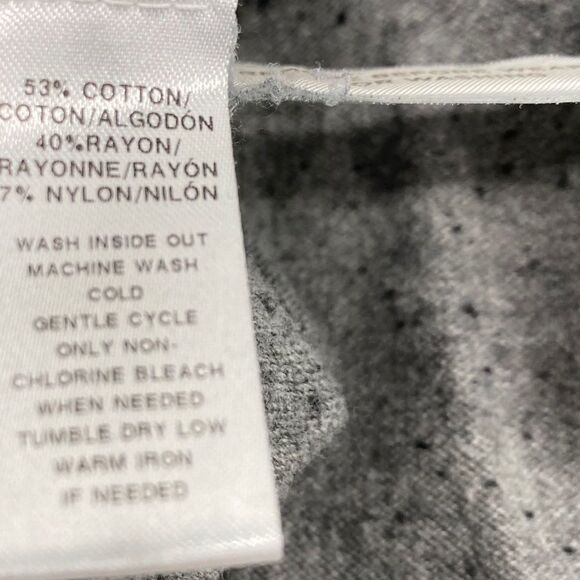 53% COTTON/
COTON/ALGODÓN
40%RAYON/
RAYONNE/RAYÓN
7% NYLON/NILÓN
WASH INSIDE OUT
MACHINE WASH
COLD
GENTLE CYCLE
ONLY NON-
CHLORINE BLEACH
WHEN NEEDED
TUMBLE DRY LOW
WARM IRON
IF NEEDED